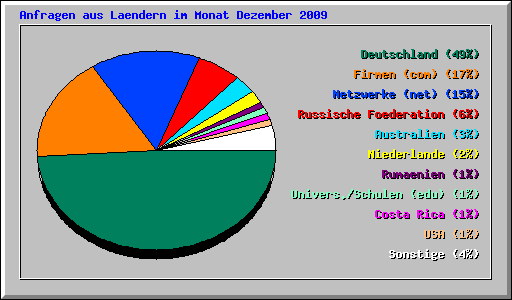 Anfragen aus Laendern im Monat Dezember 2009
Deutschland (49%)
Firmen (com) (17%)
Netzwerke (net) (15%)
Russische Foederation (6%)
Australien (3%)
Niederlande (2%)
Rumaenien (1%)
Univers./Schulen (edu) (1%)
Costa Rica (1%)
USA (1%)
Sonstige (4%)